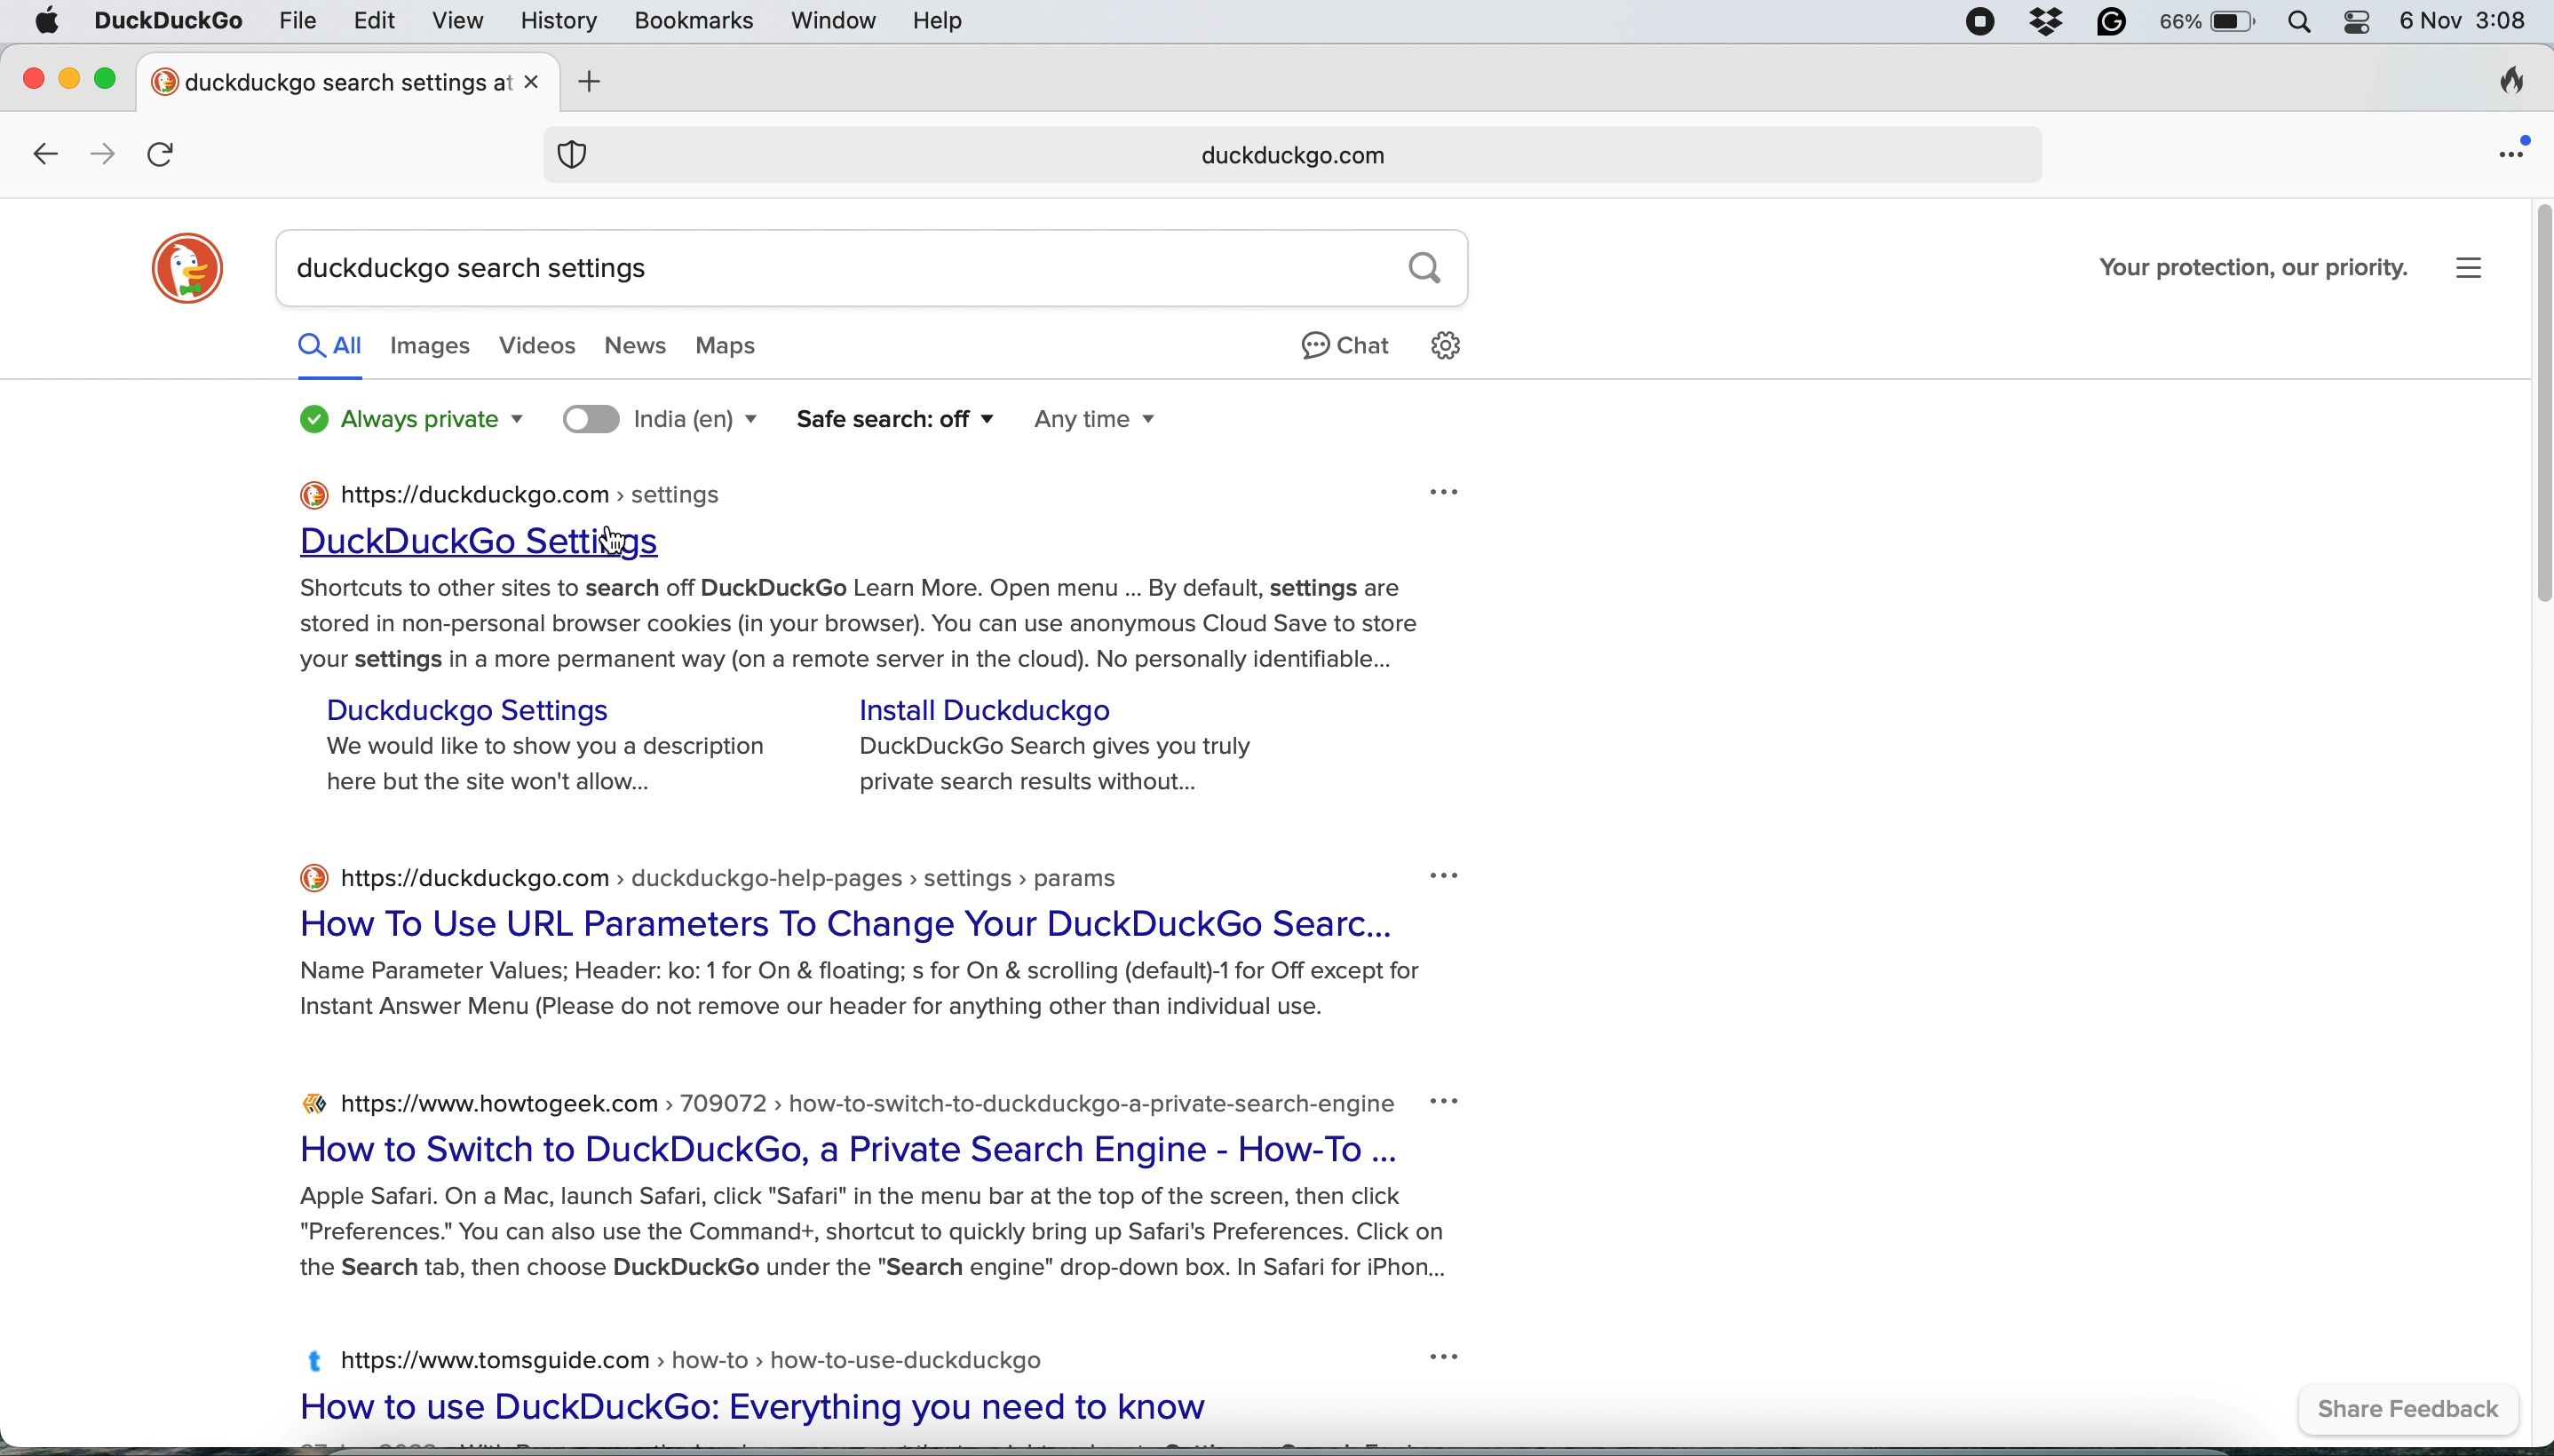 DuckDuckGo File Edit View History Bookmarks Window Help 66% 6 Nov 3:08
duckduckgo search settings at
duckduckgo.com
duckduckgo search settings
Your protection, our priority.
All Images Videos News Maps Chat
Always private India (en) Safe search: off Any time
https://duckduckgo.com › settings
DuckDuckGo Settings
Shortcuts to other sites to search off DuckDuckGo Learn More. Open menu ... By default, settings are
stored in non-personal browser cookies (in your browser). You can use anonymous Cloud Save to store
your settings in a more permanent way (on a remote server in the cloud). No personally identifiable...
Duckduckgo Settings
We would like to show you a description
here but the site won't allow...
Install Duckduckgo
DuckDuckGo Search gives you truly
private search results without...
https://duckduckgo.com › duckduckgo-help-pages › settings › params
How To Use URL Parameters To Change Your DuckDuckGo Searc...
Name Parameter Values; Header: ko: 1 for On & floating; s for On & scrolling (default)-1 for Off except for
Instant Answer Menu (Please do not remove our header for anything other than individual use.
https://www.howtogeek.com › 709072 › how-to-switch-to-duckduckgo-a-private-search-engine
How to Switch to DuckDuckGo, a Private Search Engine - How-To ...
Apple Safari. On a Mac, launch Safari, click "Safari" in the menu bar at the top of the screen, then click
"Preferences." You can also use the Command+, shortcut to quickly bring up Safari's Preferences. Click on
the Search tab, then choose DuckDuckGo under the "Search engine" drop-down box. In Safari for iPhon...
https://www.tomsguide.com › how-to › how-to-use-duckduckgo
How to use DuckDuckGo: Everything you need to know
Share Feedback